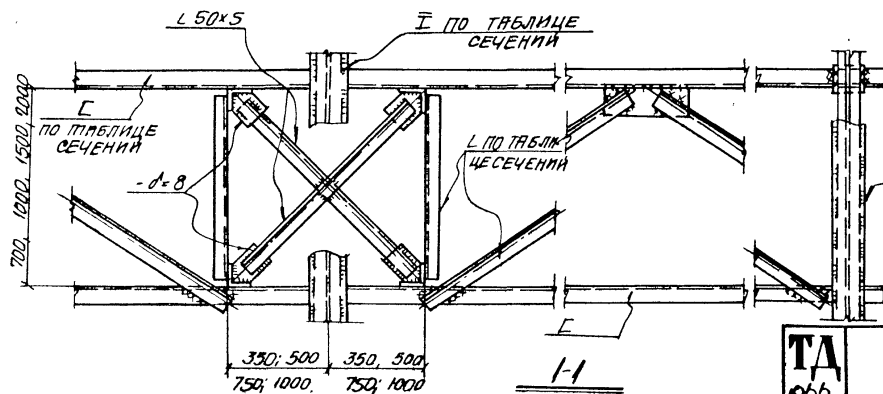 L 50×5
I ПО ТАБЛИЦЕ
СЕЧЕНИЙ
[
ПО ТАБЛИЦЕ
СЕЧЕНИЙ
700, 1000, 1500, 2000
- δ=8
L ПО ТАБЛИ
ЦЕ СЕЧЕНИЙ
[
350; 500
750; 1000.
350, 500
750; 1000
1-1
ТД
1966